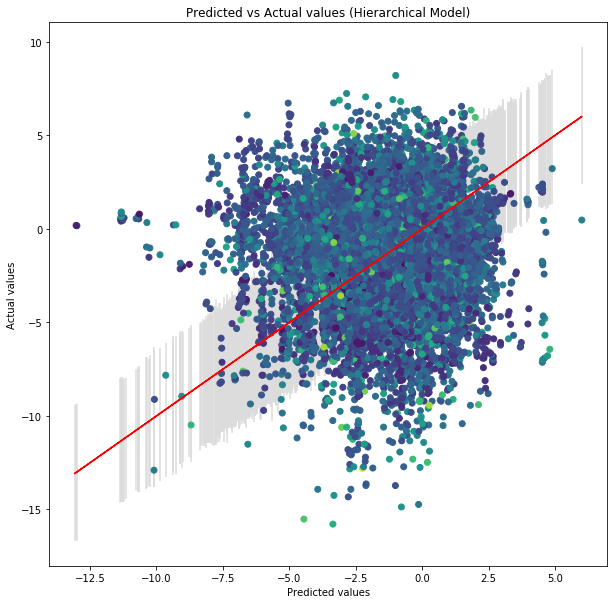 Predicted vs Actual values (Hierarchical Model)
10
5
0
−5
−10
−15
Actual values
−12.5 −10.0 −7.5 −5.0 −2.5 0.0 2.5 5.0
Predicted values